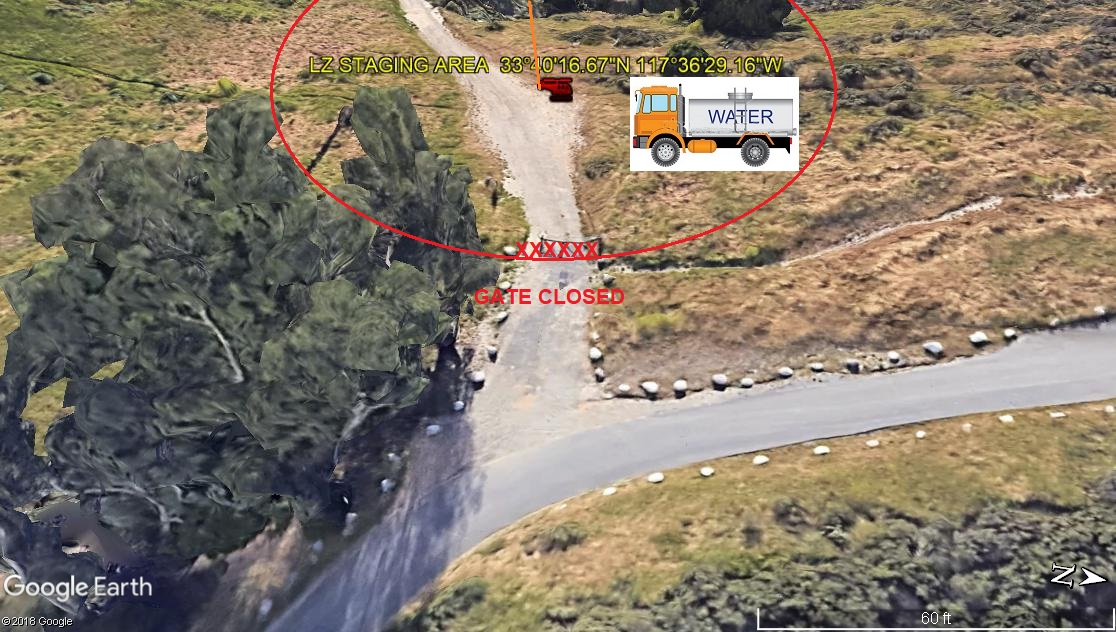 LZ STAGING AREA 33°40'16.67"N 117°36'29.16"W
WATER
XXXXXX
GATE CLOSED
N
Google Earth
©2018 Google
60 ft